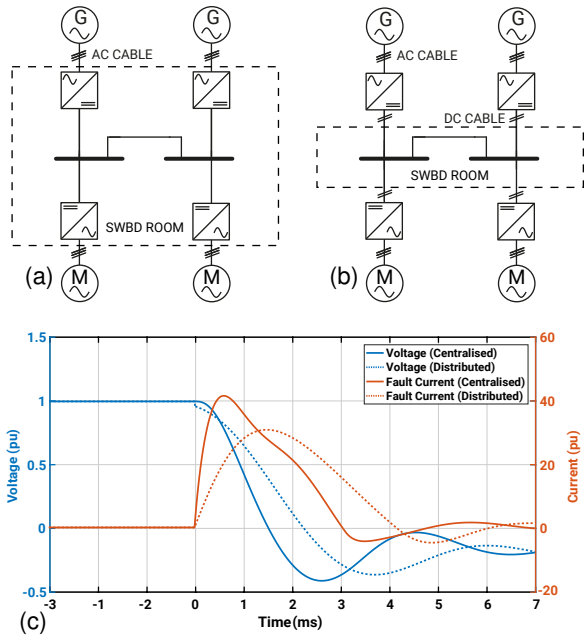 G G
AC CABLE
SWBD ROOM
M M
(a)
G G
AC CABLE
DC CABLE
SWBD ROOM
M M
(b)
1.5
1
0.5
0
-0.5
Voltage (pu)
60
40
20
0
-20
Current (pu)
Voltage (Centralised)
Voltage (Distributed)
Fault Current (Centralised)
Fault Current (Distributed)
-3 -2 -1 0 1 2 3 4 5 6 7
Time (ms)
(c)